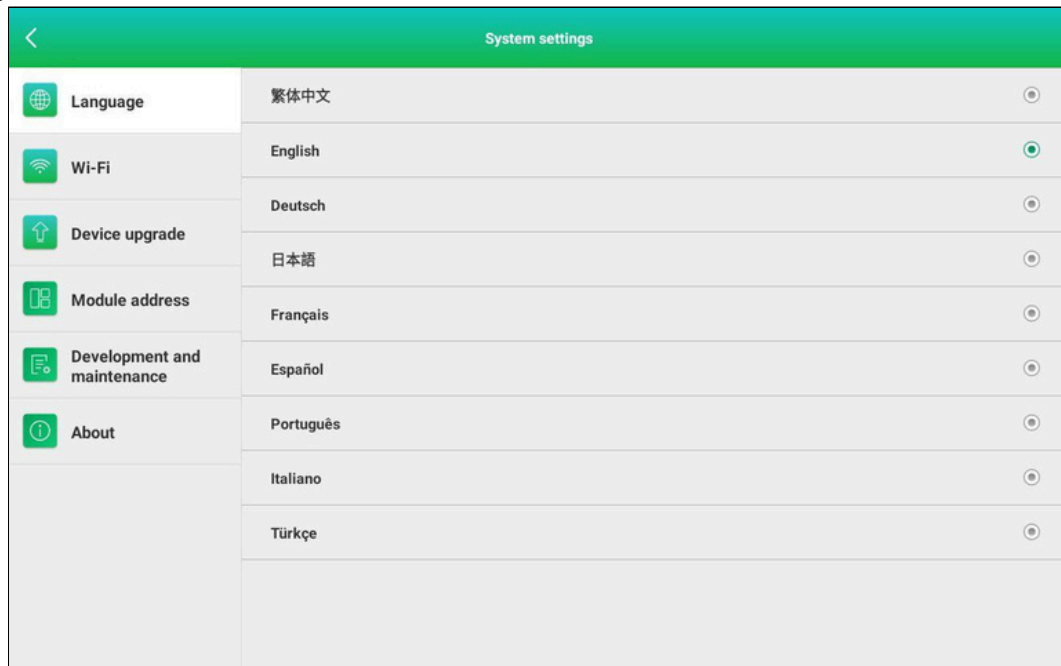 System settings
Language
Wi-Fi
Device upgrade
Module address
Development and
maintenance
About
繁体中文
English
Deutsch
日本語
Français
Español
Português
Italiano
Türkçe